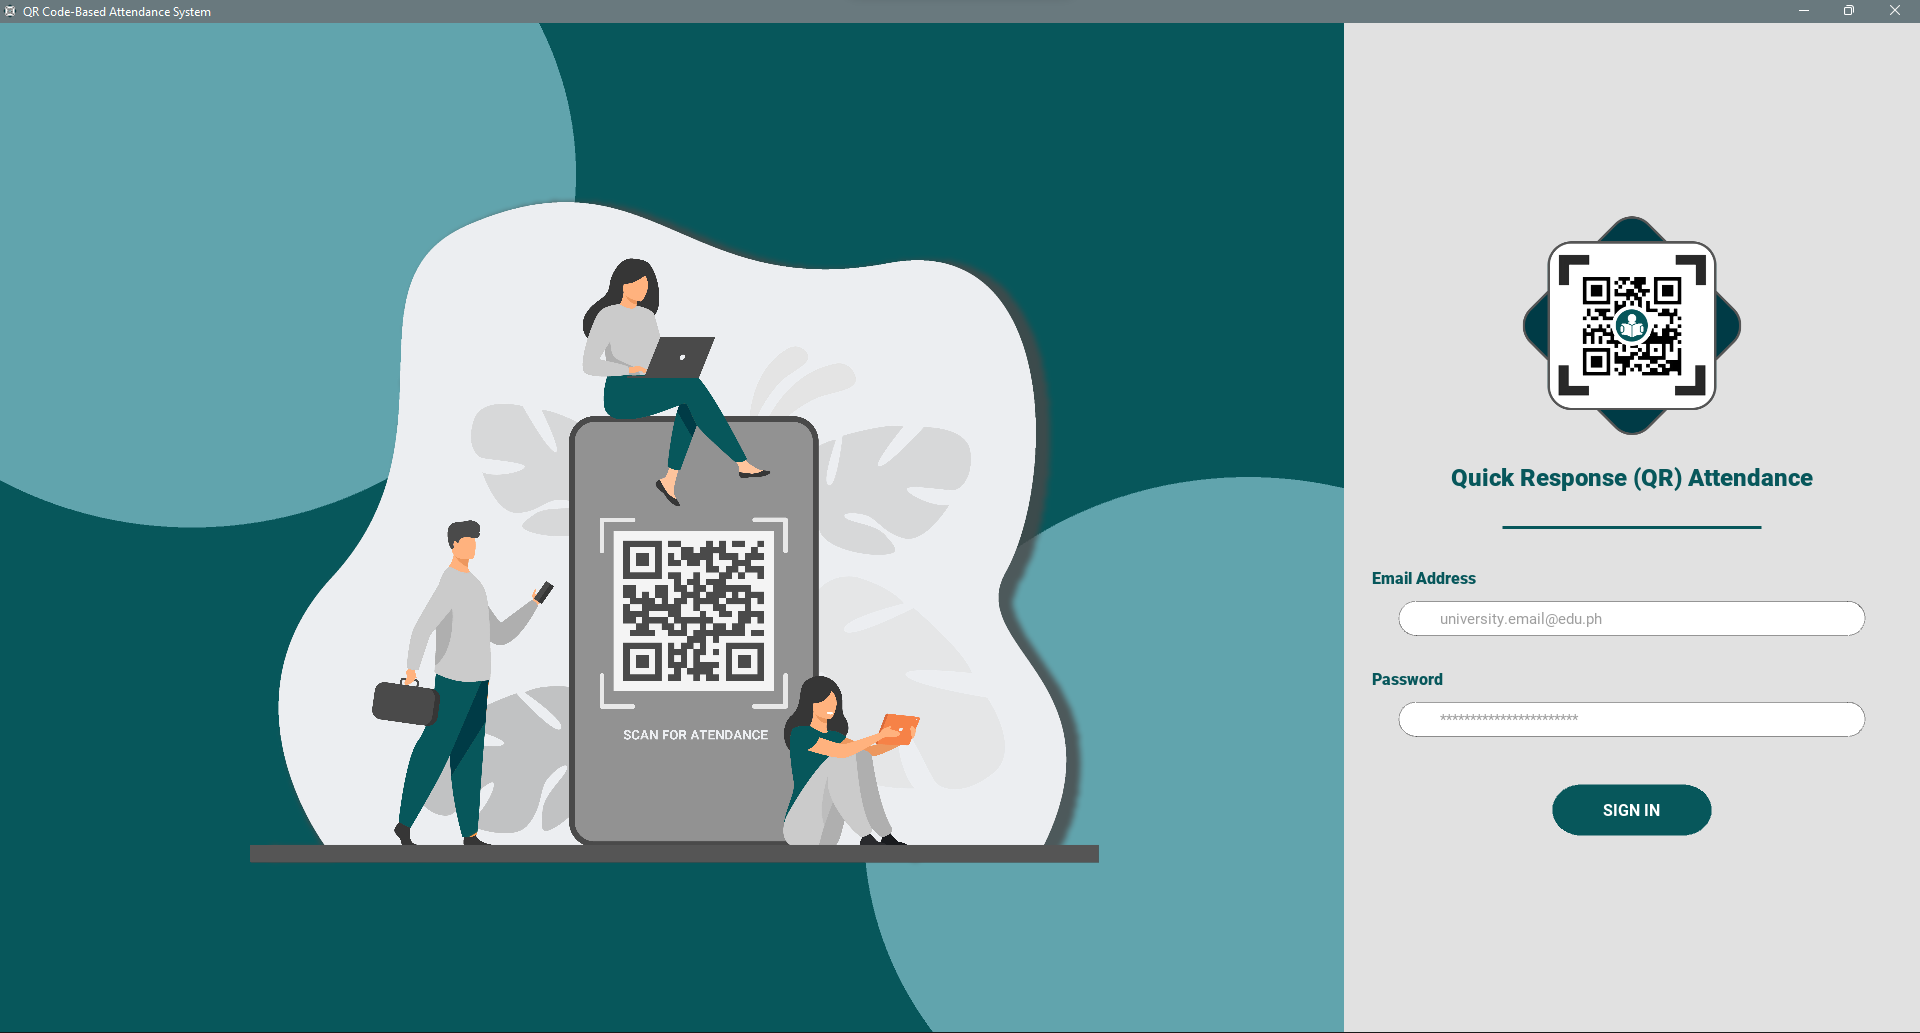 QR Code-Based Attendance System
SCAN FOR ATENDANCE
Quick Response (QR) Attendance
Email Address
university.email@edu.ph
Password
***********************
SIGN IN